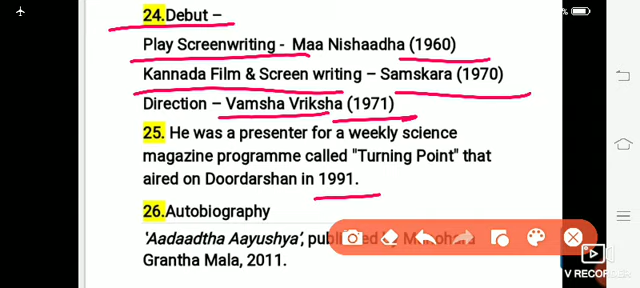 24.Debut –
Play Screenwriting - Maa Nishaadha (1960)
Kannada Film & Screen writing – Samskara (1970)
Direction – Vamsha Vriksha (1971)
25. He was a presenter for a weekly science
magazine programme called "Turning Point" that
aired on Doordarshan in 1991.
26.Autobiography
'Aadaadtha Aayushya', by
Grantha Mala, 2011.
V RECORDER